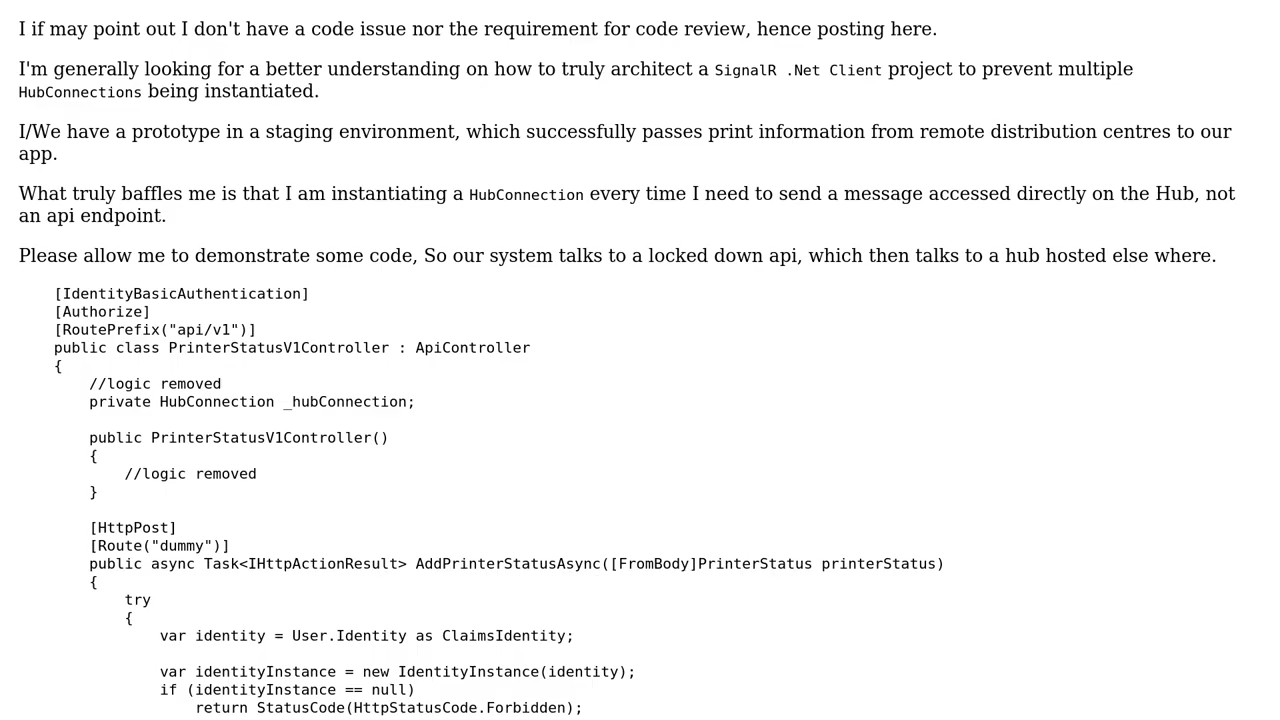 I if may point out I don't have a code issue nor the requirement for code review, hence posting here.
I'm generally looking for a better understanding on how to truly architect a SignalR .Net Client project to prevent multiple
HubConnections being instantiated.
I/We have a prototype in a staging environment, which successfully passes print information from remote distribution centres to our
app.
What truly baffles me is that I am instantiating a HubConnection every time I need to send a message accessed directly on the Hub, not
an api endpoint.
Please allow me to demonstrate some code, So our system talks to a locked down api, which then talks to a hub hosted else where.
[IdentityBasicAuthentication]
[Authorize]
[RoutePrefix("api/v1")]
public class PrinterStatusV1Controller : ApiController
{
//logic removed
private HubConnection _hubConnection;
public PrinterStatusV1Controller()
{
//logic removed
}
[HttpPost]
[Route("dummy")]
public async Task<IHttpActionResult> AddPrinterStatusAsync([FromBody]PrinterStatus printerStatus)
{
try
{
var identity = User.Identity as ClaimsIdentity;
var identityInstance = new IdentityInstance(identity);
if (identityInstance == null)
return StatusCode(HttpStatusCode.Forbidden);